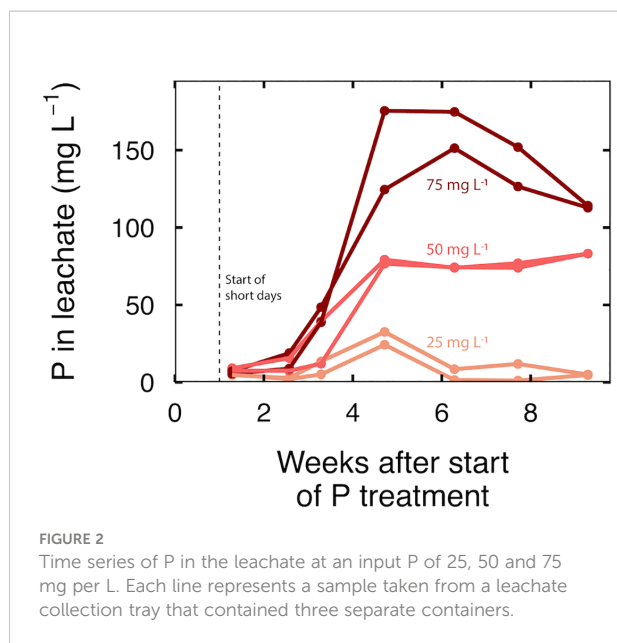 P in leachate (mg L⁻¹)
150
100
50
0
Start of
short days
75 mg L⁻¹
50 mg L⁻¹
25 mg L⁻¹
0 2 4 6 8
Weeks after start
of P treatment
FIGURE 2
Time series of P in the leachate at an input P of 25, 50 and 75
mg per L. Each line represents a sample taken from a leachate
collection tray that contained three separate containers.